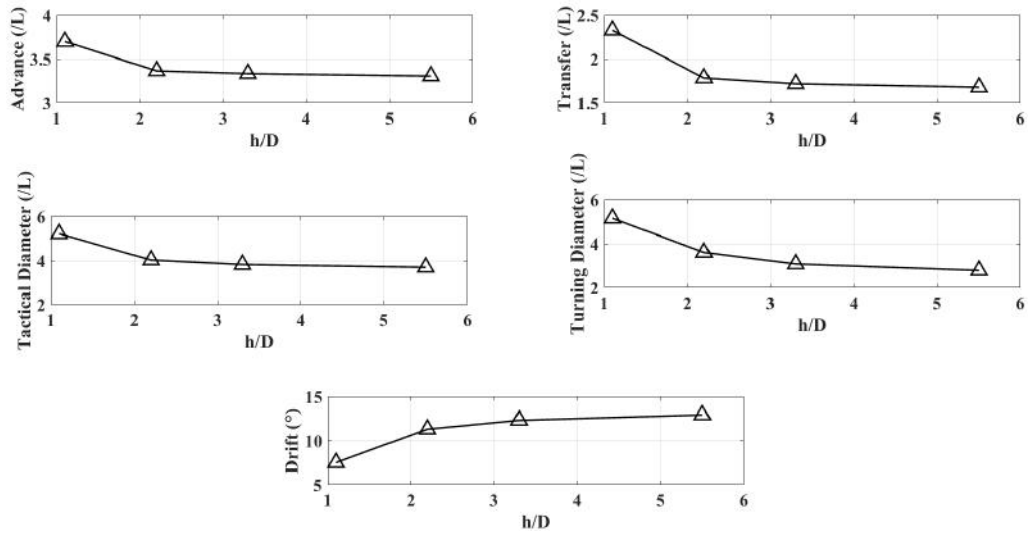 Advance (/L)
4
3.5
3
1 2 3 4 5 6
h/D
Transfer (/L)
2.5
2
1.5
1 2 3 4 5 6
h/D
Tactical Diameter (/L)
6
4
2
1 2 3 4 5 6
h/D
Turning Diameter (/L)
6
4
2
1 2 3 4 5 6
h/D
Drift (°)
15
10
5
1 2 3 4 5 6
h/D